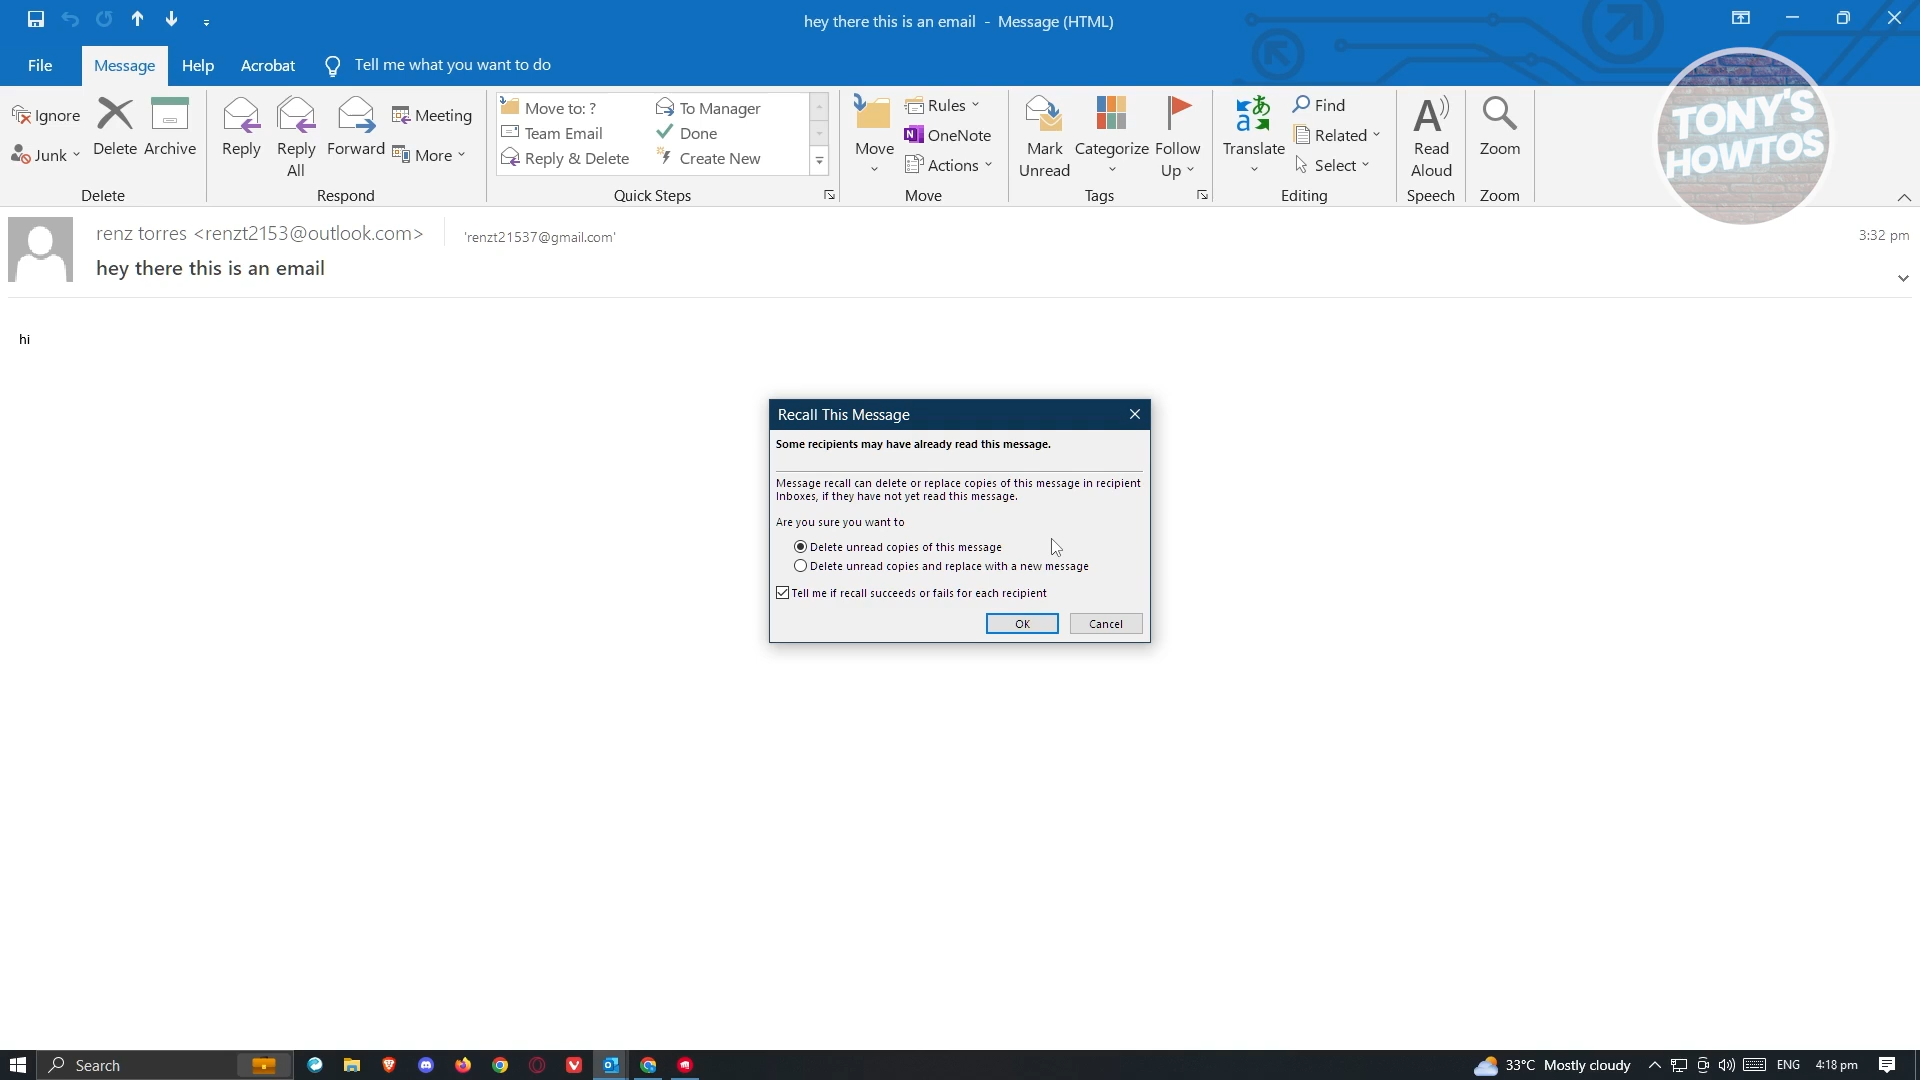 hey there this is an email - Message (HTML)
File Message Help Acrobat Tell me what you want to do
Ignore
Junk
Delete
Archive
Delete
Reply
Reply All
Forward
Meeting
More
Respond
Move to: ?
Team Email
Reply & Delete
To Manager
Done
Create New
Quick Steps
Move
Rules
OneNote
Actions
Move
Mark Unread
Categorize
Follow Up
Tags
Translate
Find
Related
Select
Editing
Read Aloud
Speech
Zoom
Zoom
TONY'S
HOWTOS
renz torres <renzt2153@outlook.com>
'renzt21537@gmail.com'
3:32 pm
hey there this is an email
hi
Recall This Message
Some recipients may have already read this message.
Message recall can delete or replace copies of this message in recipient
Inboxes, if they have not yet read this message.
Are you sure you want to
Delete unread copies of this message
Delete unread copies and replace with a new message
Tell me if recall succeeds or fails for each recipient
OK Cancel
Search
33°C Mostly cloudy
ENG
4:18 pm